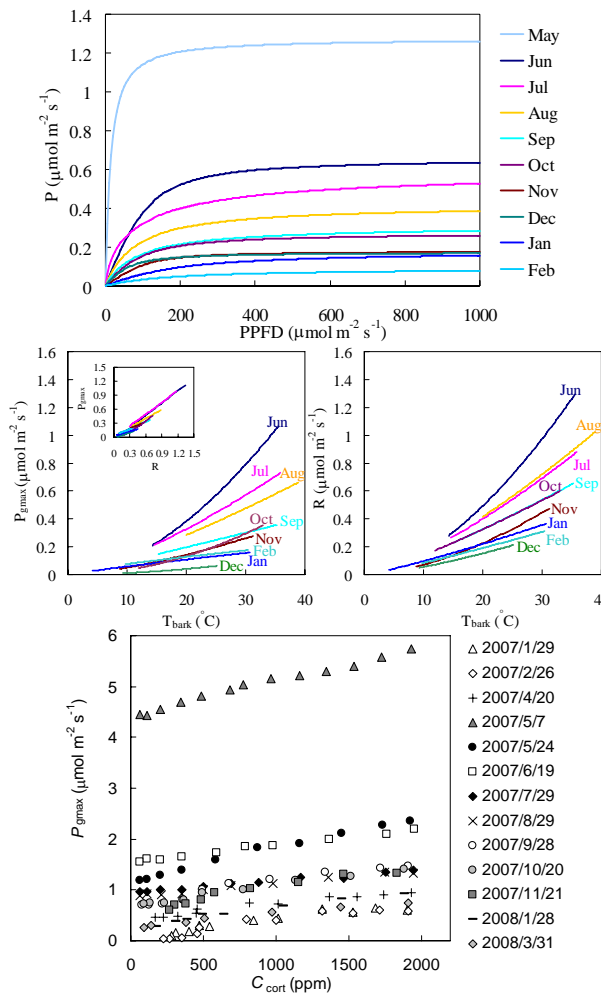 1.4
1.2
1
0.8
0.6
0.4
0.2
0
P (μmol m⁻² s⁻¹)
0 200 400 600 800 1000
PPFD (μmol m⁻² s⁻¹)
May
Jun
Jul
Aug
Sep
Oct
Nov
Dec
Jan
Feb
1.6
1.4
1.2
1
0.8
0.6
0.4
0.2
0
P_gmax (μmol m⁻² s⁻¹)
1.5
1.2
0.9
0.6
0.3
0.0
P_gmax
0.0 0.3 0.6 0.9 1.2 1.5
R
Jun
Jul
Aug
Oct
Sep
Nov
Feb
Jan
Dec
0 10 20 30 40
T_bark (°C)
1.6
1.4
1.2
1
0.8
0.6
0.4
0.2
0
R (μmol m⁻² s⁻¹)
Jun
Aug
Jul
Oct
Sep
Nov
Jan
Feb
Dec
0 10 20 30 40
T_bark (°C)
6
5
4
3
2
1
0
P_gmax (μmol m⁻² s⁻¹)
0 500 1000 1500 2000
C_cort (ppm)
2007/1/29
2007/2/26
2007/4/20
2007/5/7
2007/5/24
2007/6/19
2007/7/29
2007/8/29
2007/9/28
2007/10/20
2007/11/21
2008/1/28
2008/3/31